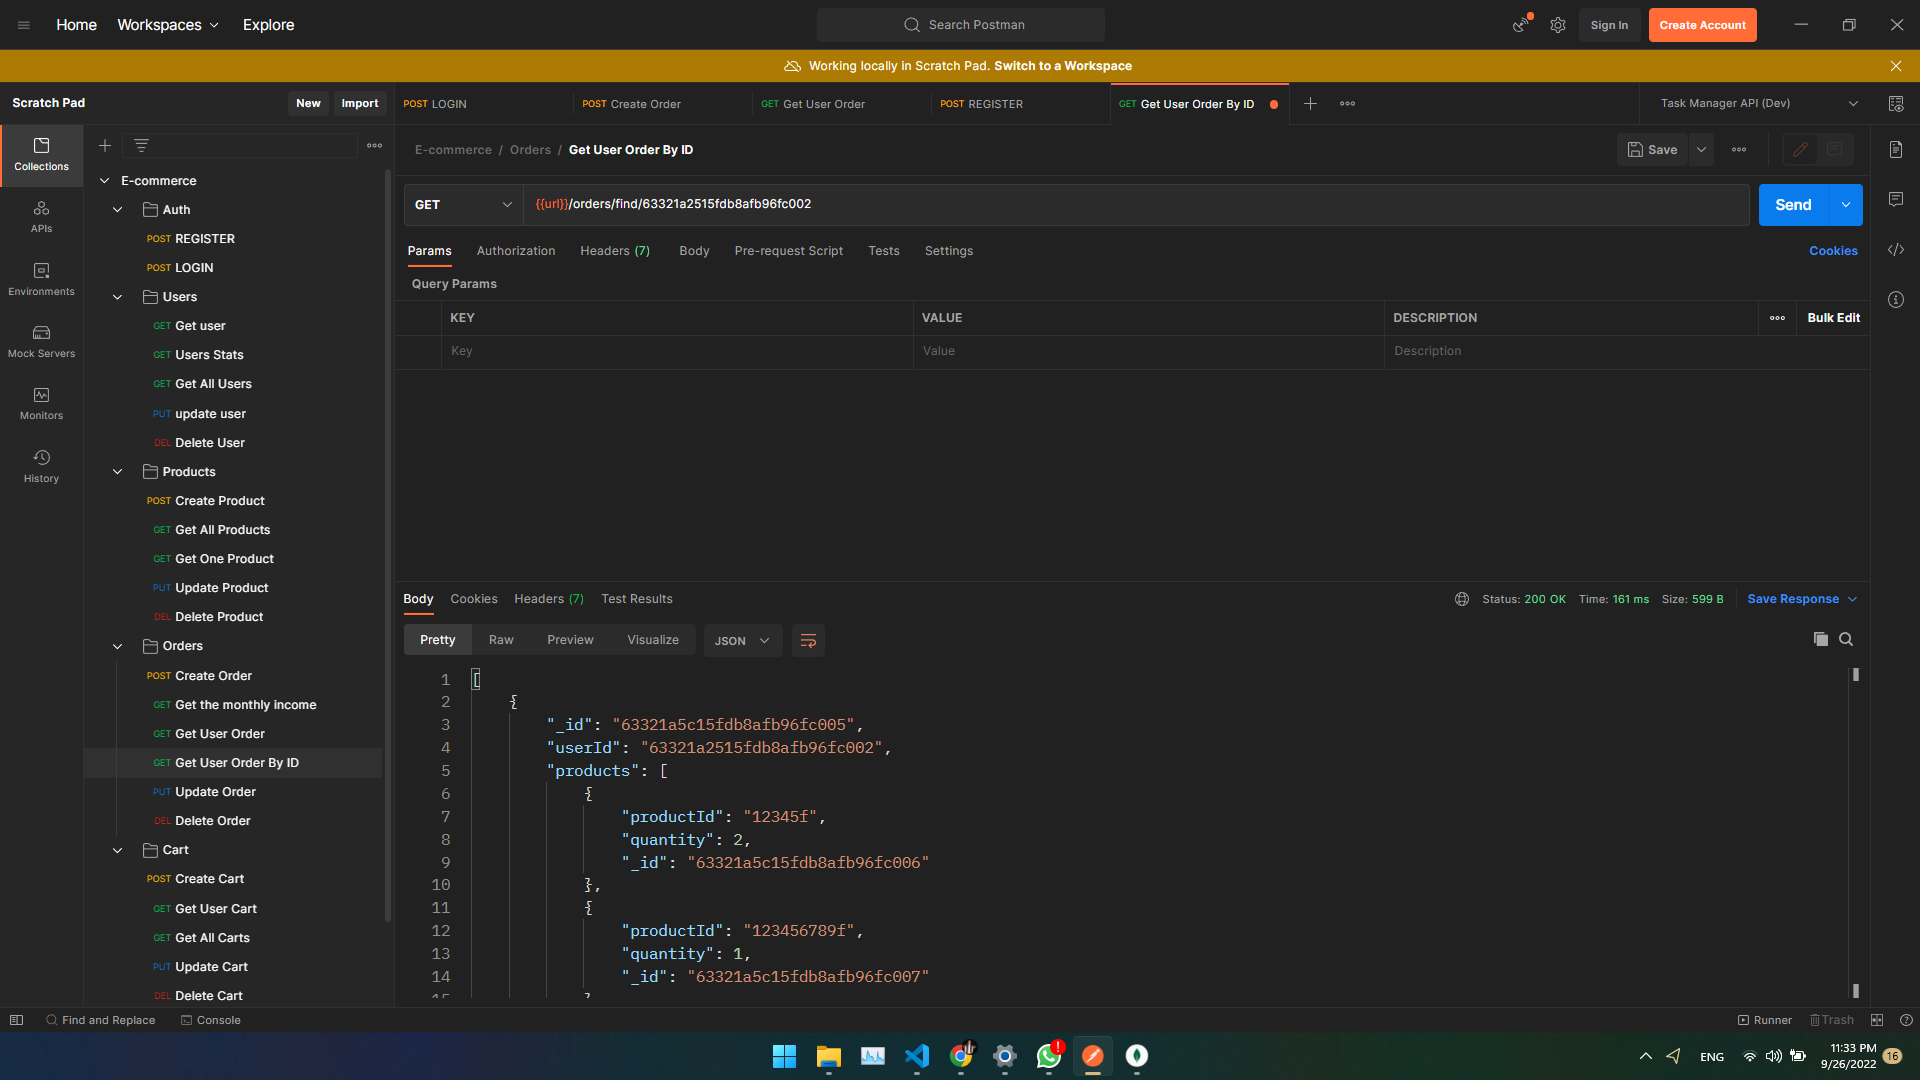 Home Workspaces Explore Search Postman Sign In Create Account
Working locally in Scratch Pad. Switch to a Workspace
Scratch Pad New Import
POST LOGIN POST Create Order GET Get User Order POST REGISTER GET Get User Order By ID Task Manager API (Dev)
Collections
APIs
Environments
Mock Servers
Monitors
History
E-commerce
Auth
POST REGISTER
POST LOGIN
Users
GET Get user
GET Users Stats
GET Get All Users
PUT update user
DEL Delete User
Products
POST Create Product
GET Get All Products
GET Get One Product
PUT Update Product
DEL Delete Product
Orders
POST Create Order
GET Get the monthly income
GET Get User Order
GET Get User Order By ID
PUT Update Order
DEL Delete Order
Cart
POST Create Cart
GET Get User Cart
GET Get All Carts
PUT Update Cart
DEL Delete Cart
E-commerce / Orders / Get User Order By ID Save
GET {{url}}/orders/find/63321a2515fdb8afb96fc002 Send
Params Authorization Headers (7) Body Pre-request Script Tests Settings Cookies
Query Params
KEY VALUE DESCRIPTION Bulk Edit
Key Value Description
Body Cookies Headers (7) Test Results Status: 200 OK Time: 161 ms Size: 599 B Save Response
Pretty Raw Preview Visualize JSON
1 [
2 {
3 "_id": "63321a5c15fdb8afb96fc005",
4 "userId": "63321a2515fdb8afb96fc002",
5 "products": [
6 {
7 "productId": "12345f",
8 "quantity": 2,
9 "_id": "63321a5c15fdb8afb96fc006"
10 },
11 {
12 "productId": "123456789f",
13 "quantity": 1,
14 "_id": "63321a5c15fdb8afb96fc007"
15 }
Find and Replace Console Runner Trash
ENG 11:33 PM 16
9/26/2022